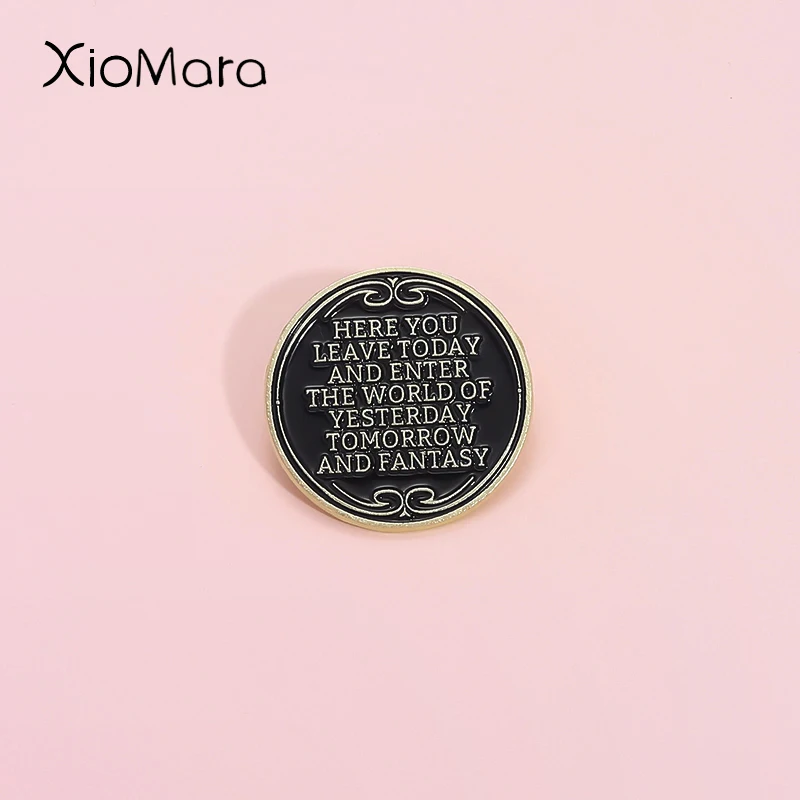 XioMara
HERE YOU
LEAVE TODAY
AND ENTER
THE WORLD OF
YESTERDAY
TOMORROW
AND FANTASY